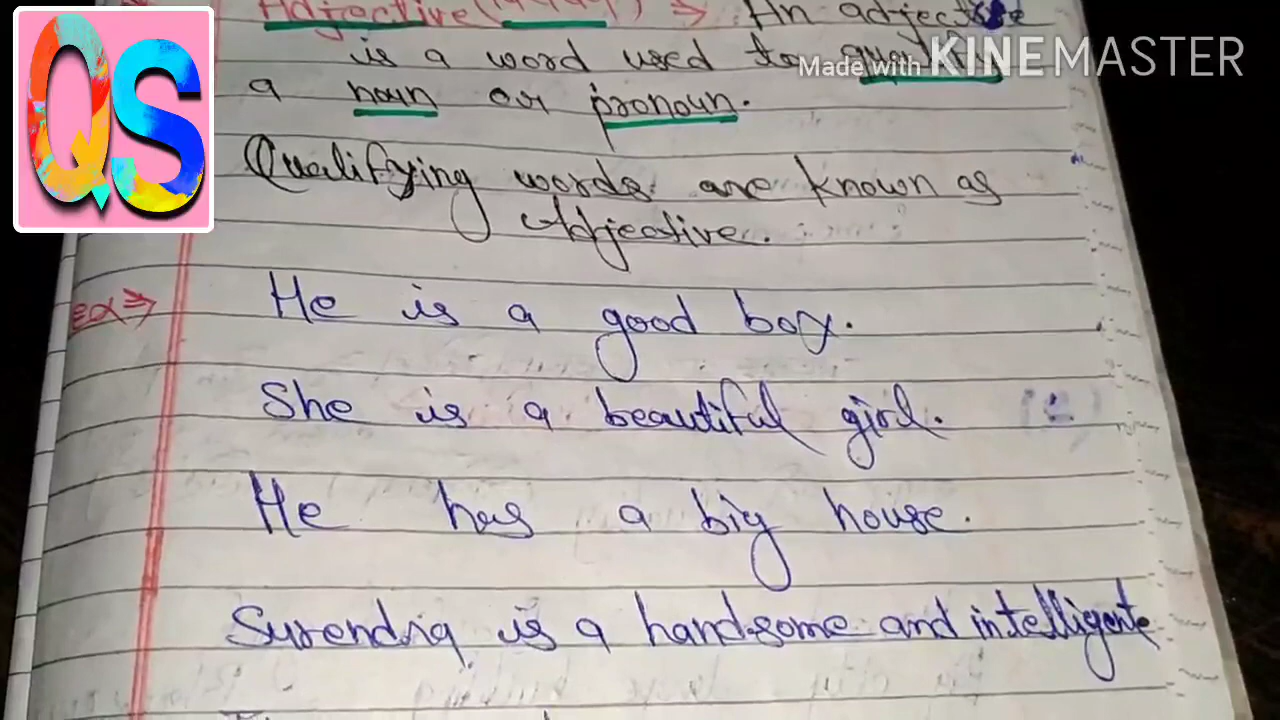 QS
Adjective ⇒ An adjective
is a word used to
Made with KINEMASTER
a noun or pronoun.
Qualifying words are known as
Adjective.
ex ⇒ He is a good boy.
She is a beautiful girl.
He has a big house.
Surendra is a handsome and intelligente